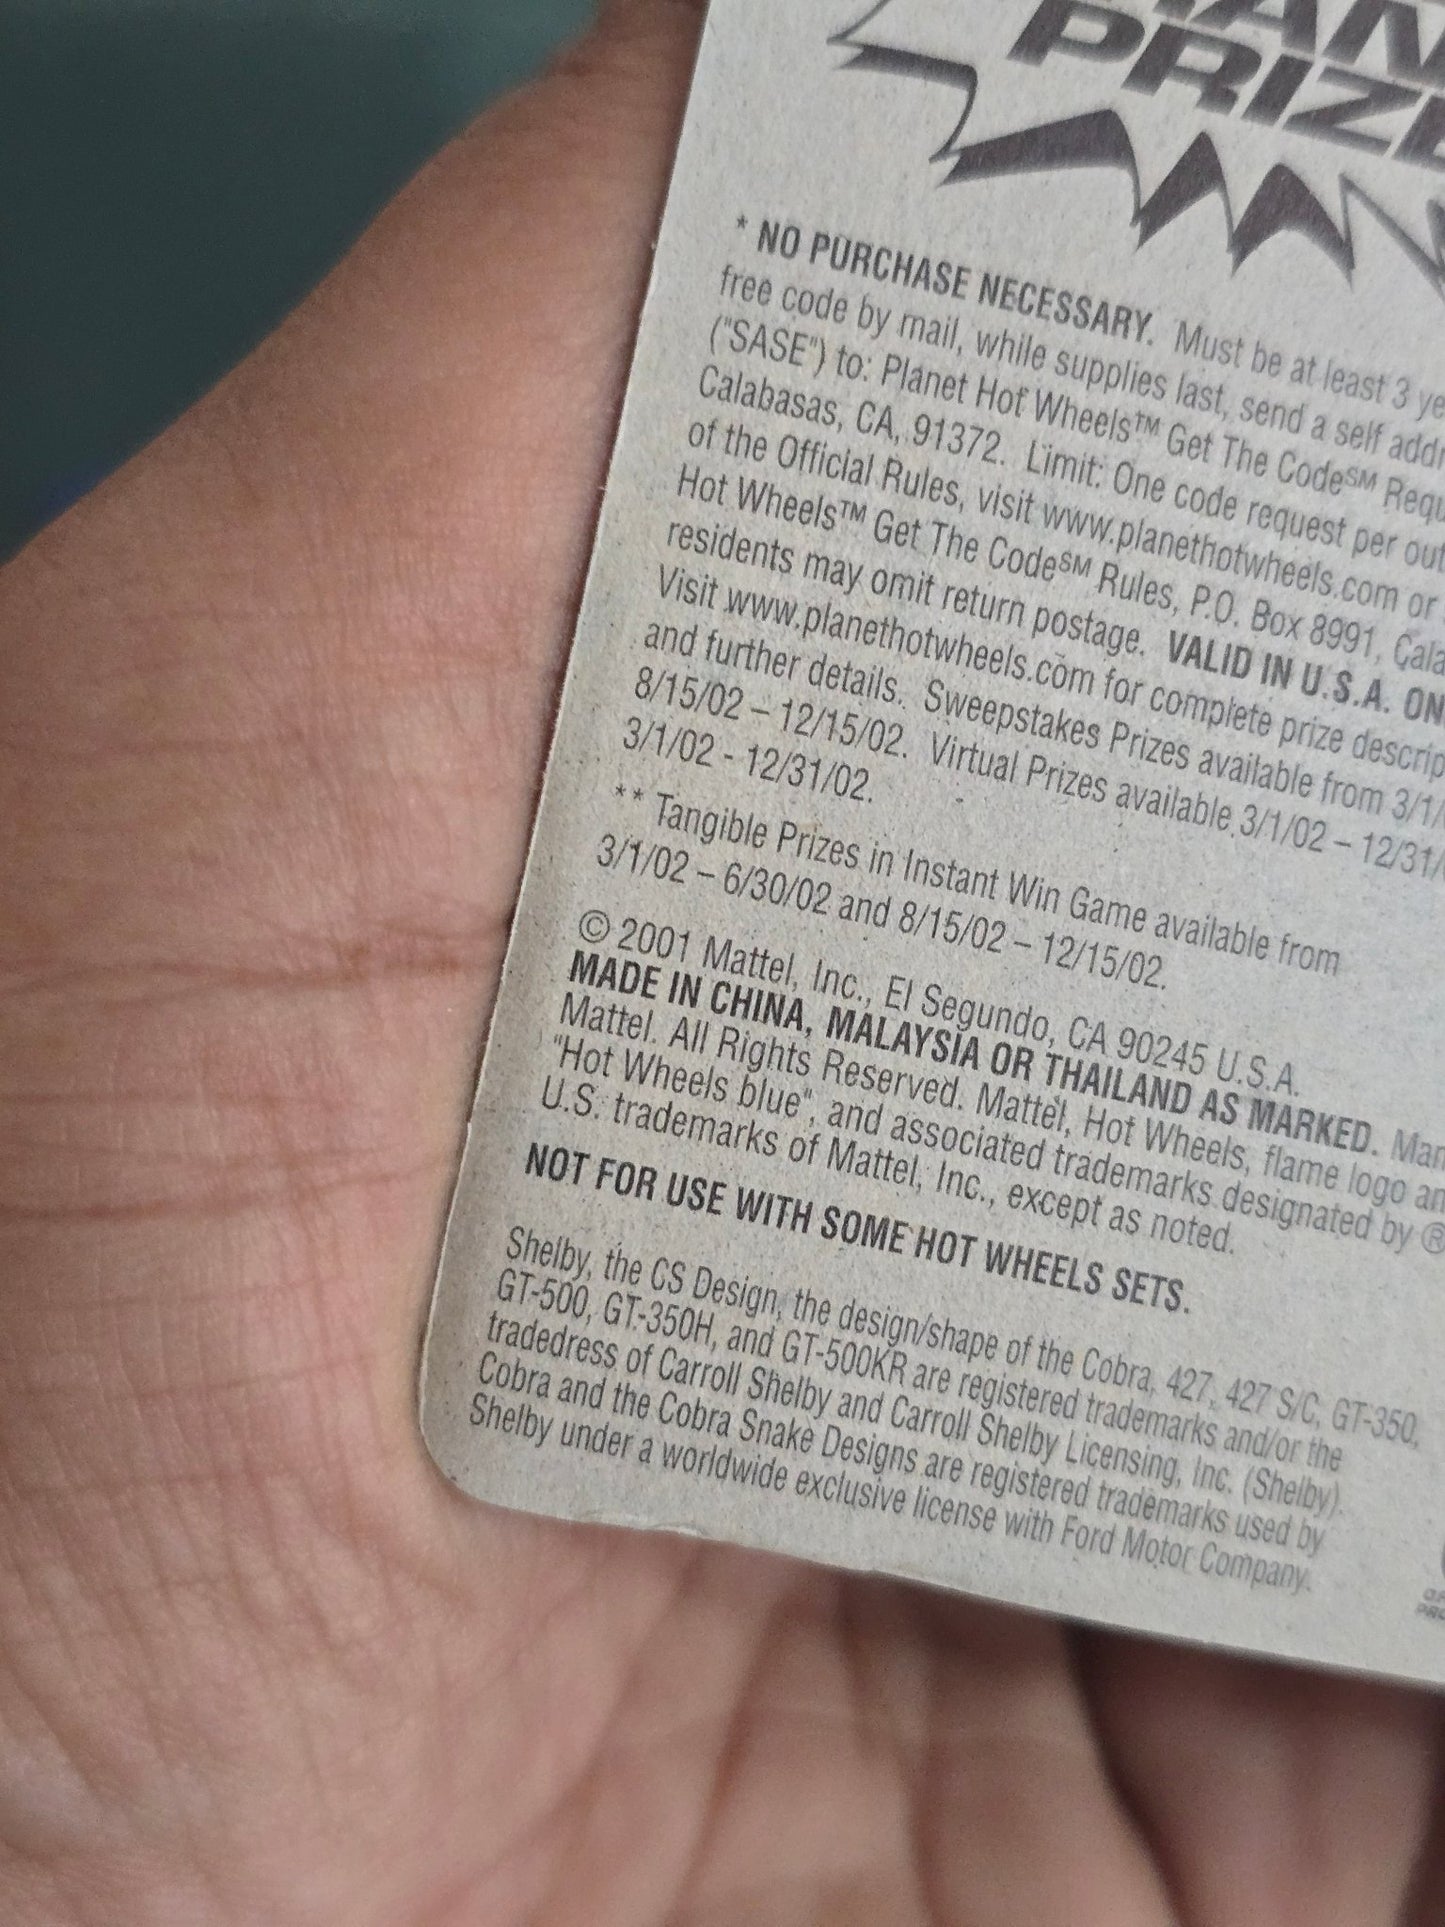 PRIZE
* NO PURCHASE NECESSARY. Must be at least 3
free code by mail, while supplies last, send a self
("SASE") to: Planet Hot Wheels™ Get The Code℠
Calabasas, CA, 91372. Limit: One code request per
of the Official Rules, visit www.planethotwheels.com or
Hot Wheels™ Get The Code℠ Rules, P.O. Box 8991,
residents may omit return postage. VALID IN U.S.A.
Visit www.planethotwheels.com for complete prize
and further details. Sweepstakes Prizes available from
8/15/02 – 12/15/02. Virtual Prizes available 3/1/02 –
3/1/02 - 12/31/02.
** Tangible Prizes in Instant Win Game available from
3/1/02 – 6/30/02 and 8/15/02 – 12/15/02.
© 2001 Mattel, Inc., El Segundo, CA 90245 U.S.A.
MADE IN CHINA, MALAYSIA OR THAILAND AS MARKED.
Mattel. All Rights Reserved. Mattel, Hot Wheels, flame logo
"Hot Wheels blue", and associated trademarks designated by ®
U.S. trademarks of Mattel, Inc., except as noted.
NOT FOR USE WITH SOME HOT WHEELS SETS.
Shelby, the CS Design, the design/shape of the Cobra, 427, 427 S/C, GT-350,
GT-500, GT-350H, and GT-500KR are registered trademarks and/or the
tradedress of Carroll Shelby and Carroll Shelby Licensing, Inc. (Shelby).
Cobra and the Cobra Snake Designs are registered trademarks used by
Shelby under a worldwide exclusive license with Ford Motor Company.